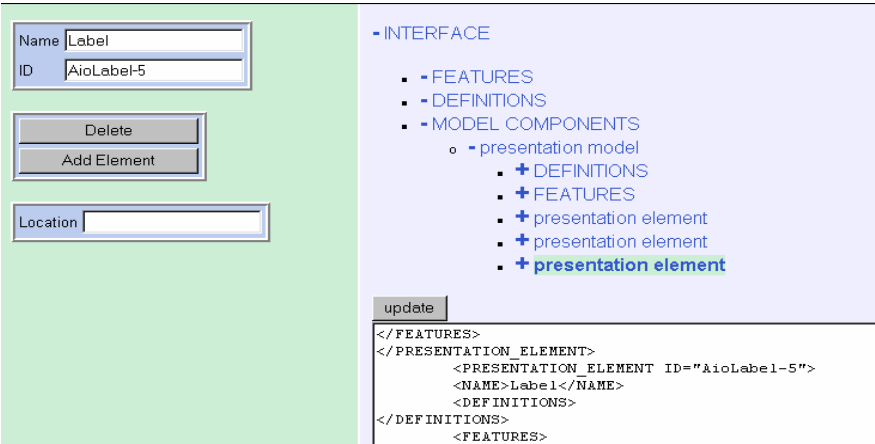 Name Label
ID AioLabel-5
Delete
Add Element
Location
- INTERFACE
- FEATURES
- DEFINITIONS
- MODEL COMPONENTS
- presentation model
+ DEFINITIONS
+ FEATURES
+ presentation element
+ presentation element
+ presentation element
update
</FEATURES>
</PRESENTATION_ELEMENT>
<PRESENTATION_ELEMENT ID="AioLabel-5">
<NAME>Label</NAME>
<DEFINITIONS>
</DEFINITIONS>
<FEATURES>